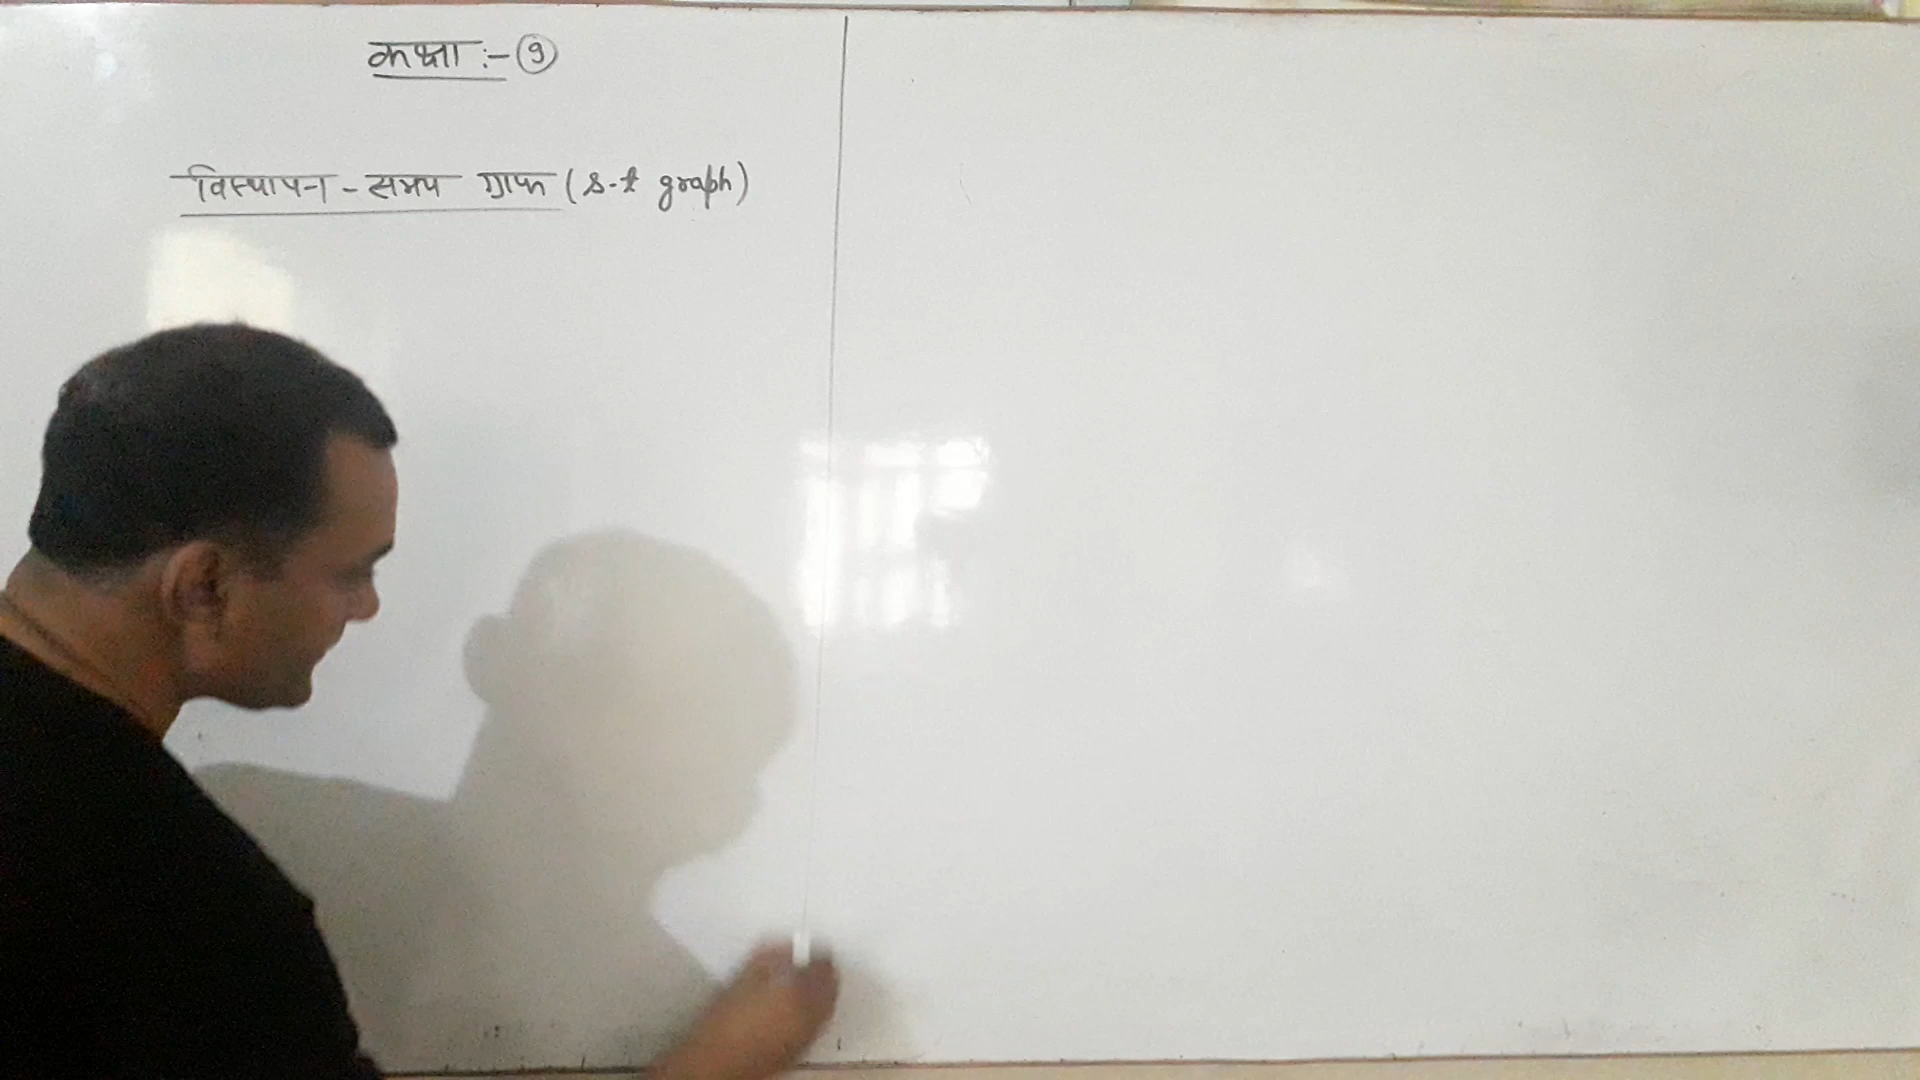 कक्षा :- 9
विस्थापन - समय ग्राफ (s-t graph)